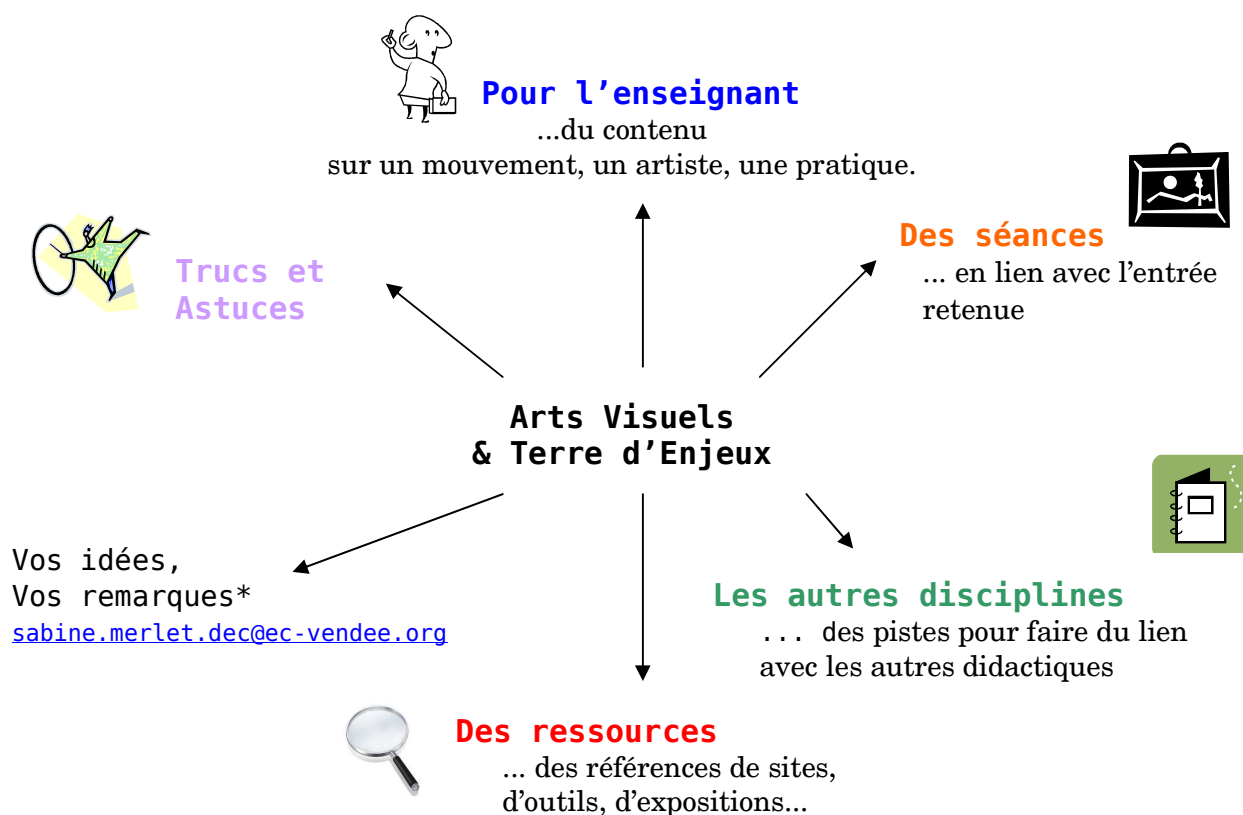 Pour l'enseignant
...du contenu
sur un mouvement, un artiste, une pratique.
Des séances
... en lien avec l'entrée
retenue
Trucs et
Astuces
Arts Visuels
& Terre d'Enjeux
Vos idées,
Vos remarques*
sabine.merlet.dec@ec-vendee.org
Les autres disciplines
... des pistes pour faire du lien
avec les autres didactiques
Des ressources
... des références de sites,
d'outils, d'expositions...